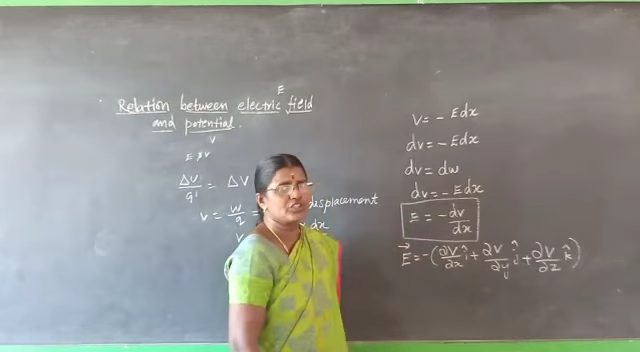 E
Relation between electric field
and potential.
V
E & V
ΔV/q' = ΔV
V = W/q =
displacement
dx
V = - Edx
dv = - Edx
dv = dw
dv = - Edx
E = - dv/dx
E⃗ = - (∂V/∂x î + ∂V/∂y ĵ + ∂V/∂z k̂)